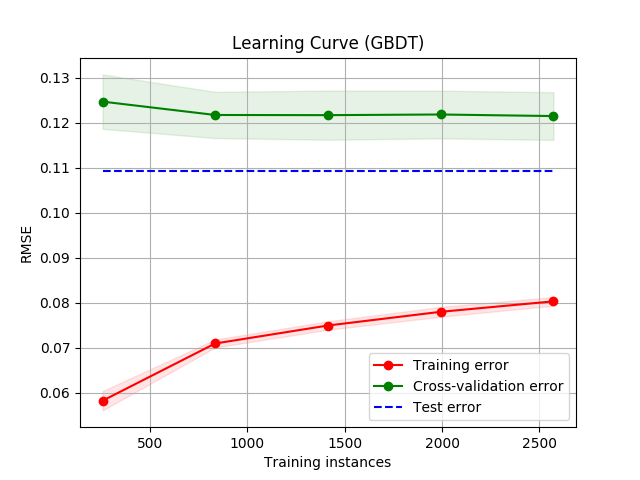 Learning Curve (GBDT)
0.13
0.12
0.11
0.10
0.09
0.08
0.07
0.06
RMSE
500 1000 1500 2000 2500
Training instances
Training error
Cross-validation error
Test error